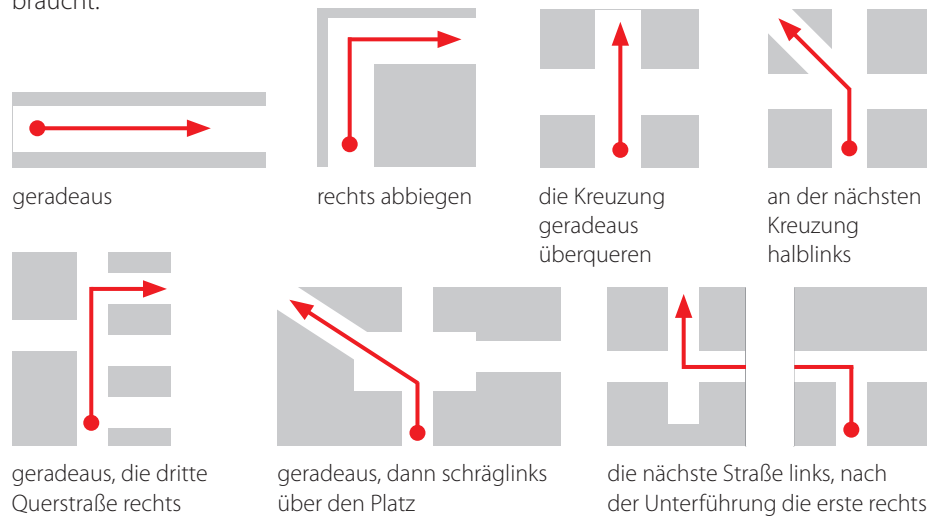 braucht.
geradeaus
rechts abbiegen
die Kreuzung
geradeaus
überqueren
an der nächsten
Kreuzung
halblinks
geradeaus, die dritte
Querstraße rechts
geradeaus, dann schräglinks
über den Platz
die nächste Straße links, nach
der Unterführung die erste rechts